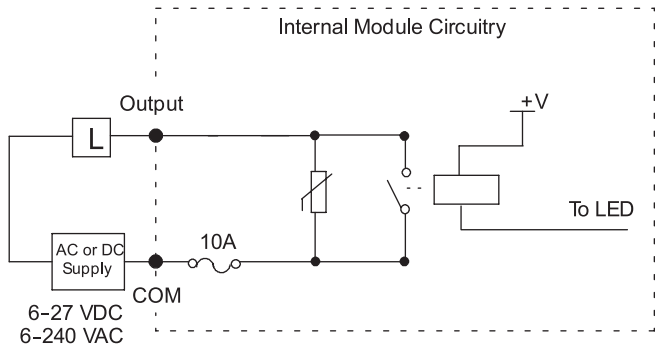 Internal Module Circuitry
Output
+V
L
To LED
10A
AC or DC
Supply
COM
6-27 VDC
6-240 VAC